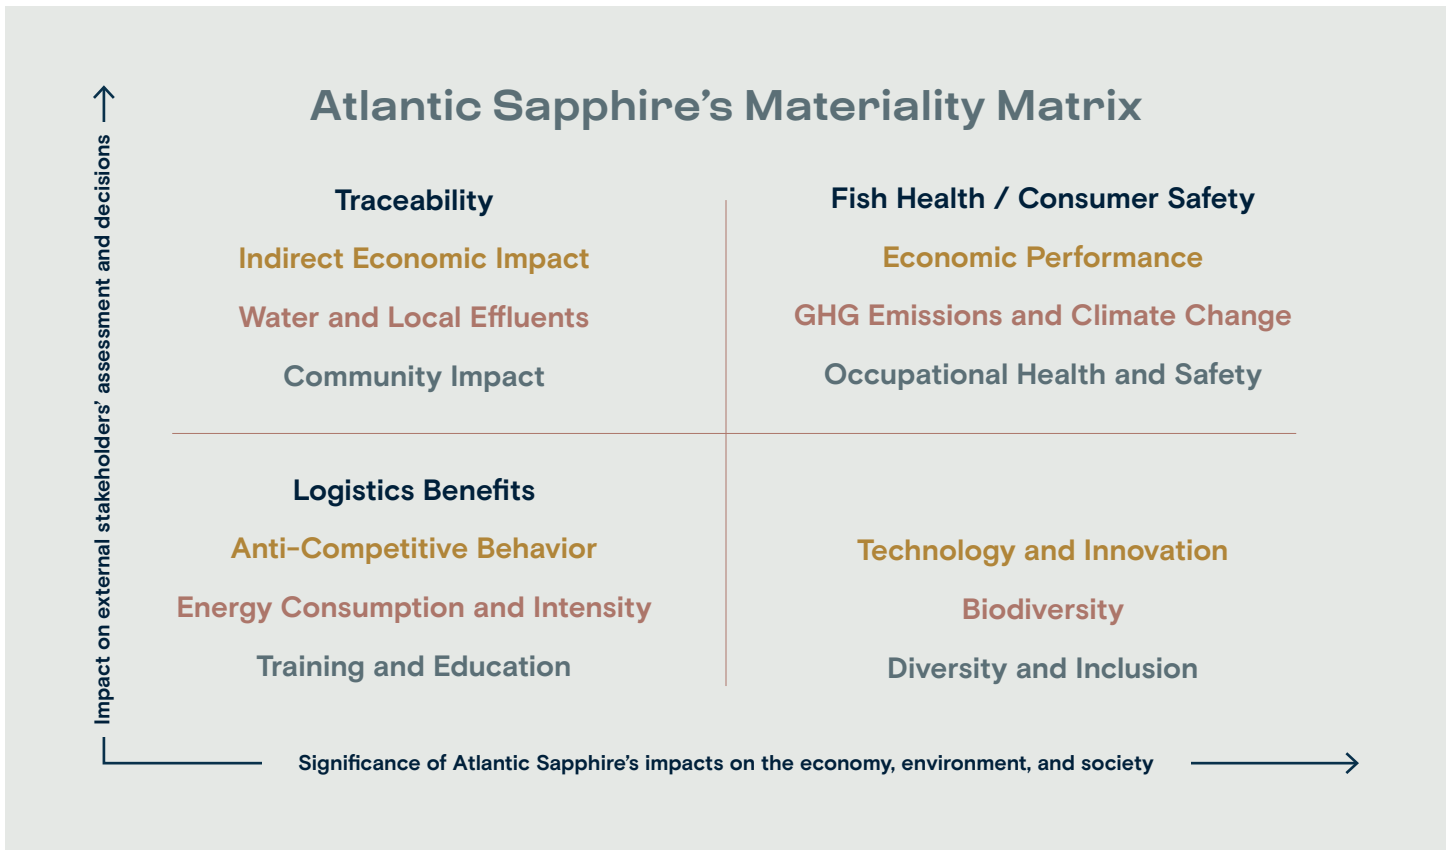 Atlantic Sapphire’s Materiality Matrix
Impact on external stakeholders’ assessment and decisions
Traceability
Indirect Economic Impact
Water and Local Effluents
Community Impact
Fish Health / Consumer Safety
Economic Performance
GHG Emissions and Climate Change
Occupational Health and Safety
Logistics Benefits
Anti-Competitive Behavior
Energy Consumption and Intensity
Training and Education
Technology and Innovation
Biodiversity
Diversity and Inclusion
Significance of Atlantic Sapphire’s impacts on the economy, environment, and society